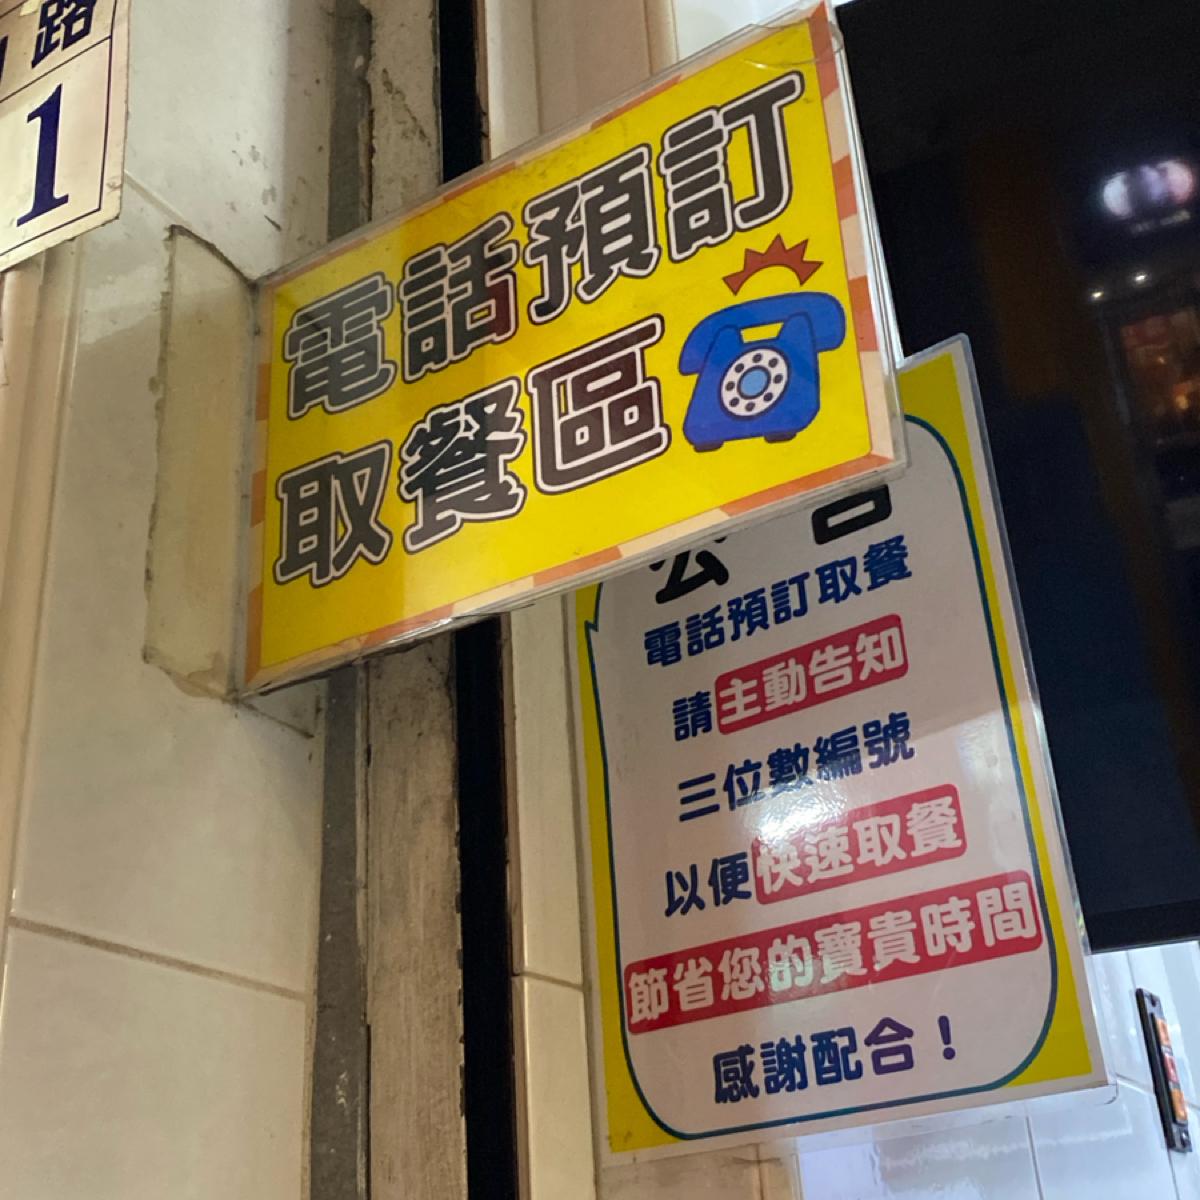 路
1
電話預訂
取餐區
公告
電話預訂取餐
請主動告知
三位數編號
以便快速取餐
節省您的寶貴時間
感謝配合！